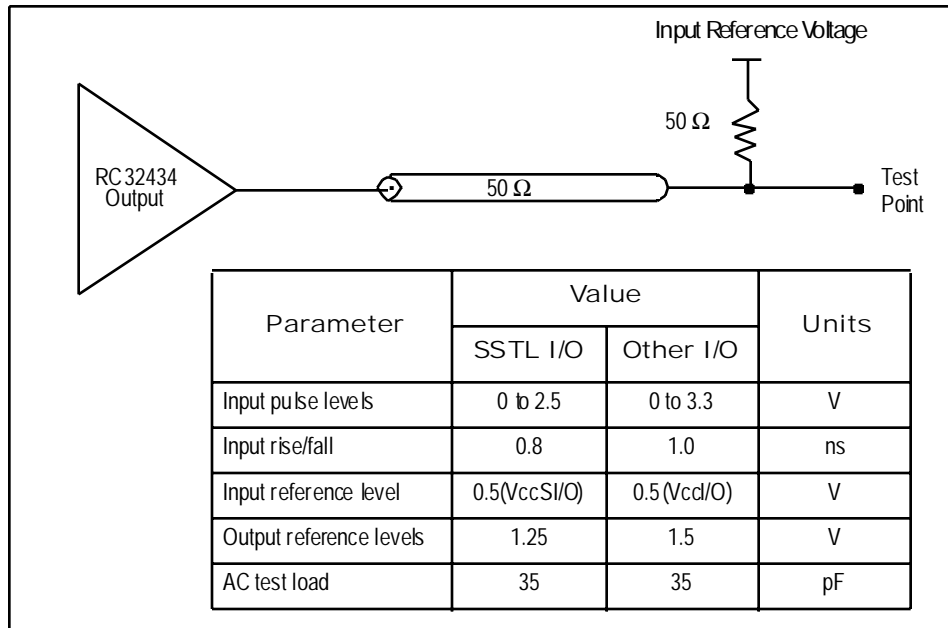 Input Reference Voltage
50 Ω
RC32434
Output
50 Ω
Test
Point
Parameter Value Units
SSTL I/O Other I/O
Input pulse levels 0 to 2.5 0 to 3.3 V
Input rise/fall 0.8 1.0 ns
Input reference level 0.5(VccSI/O) 0.5(VccI/O) V
Output reference levels 1.25 1.5 V
AC test load 35 35 pF